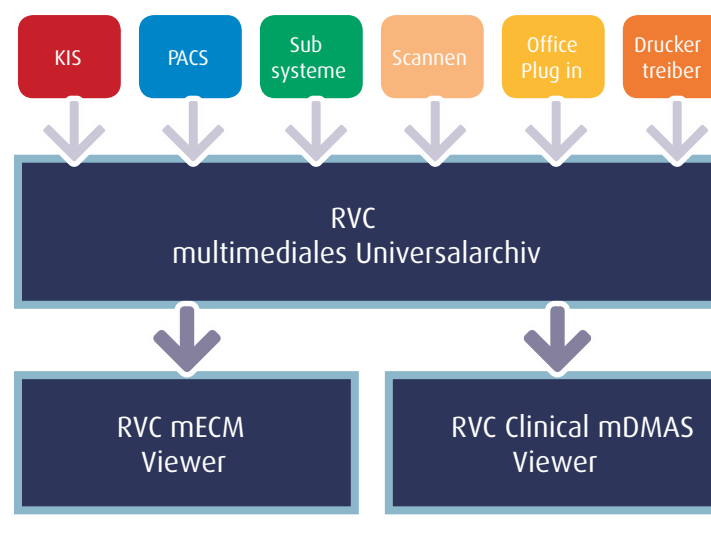 KIS
PACS
Sub
systeme
Scannen
Office
Plug in
Drucker
treiber
RVC
multimediales Universalarchiv
RVC mECM
Viewer
RVC Clinical mDMAS
Viewer